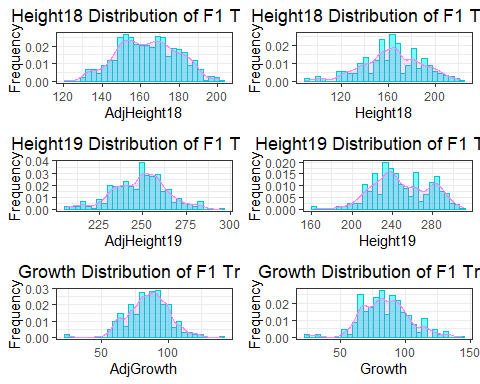 Height18 Distribution of F1 T
Frequency
0.02
0.01
0.00
120
140
160
180
200
AdjHeight18
Height18 Distribution of F1 T
Frequency
0.02
0.01
0.00
120
160
200
Height18
Height19 Distribution of F1 T
Frequency
0.04
0.03
0.02
0.01
0.00
225
250
275
300
AdjHeight19
Height19 Distribution of F1 T
Frequency
0.020
0.015
0.010
0.005
0.000
160
200
240
280
Height19
Growth Distribution of F1 Tr
Frequency
0.03
0.02
0.01
0.00
50
100
AdjGrowth
Growth Distribution of F1 Tr
Frequency
0.02
0.01
0.00
50
100
150
Growth